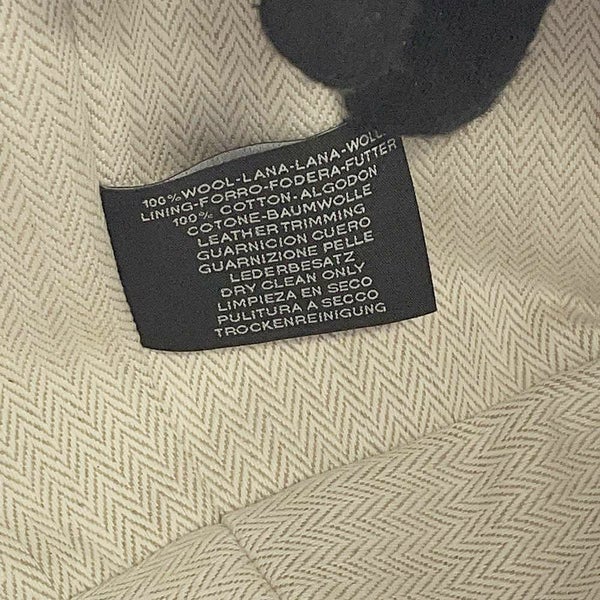 100% WOOL-LANA-LANA-WOLLE
LINING-FORRO-FODERA-FUTTER
100% COTTON-ALGODON
COTONE-BAUMWOLLE
LEATHER TRIMMING
GUARNICION CUERO
GUARNIZIONE PELLE
LEDERBESATZ
DRY CLEAN ONLY
LIMPIEZA EN SECO
PULITURA A SECCO
TROCKENREINIGUNG